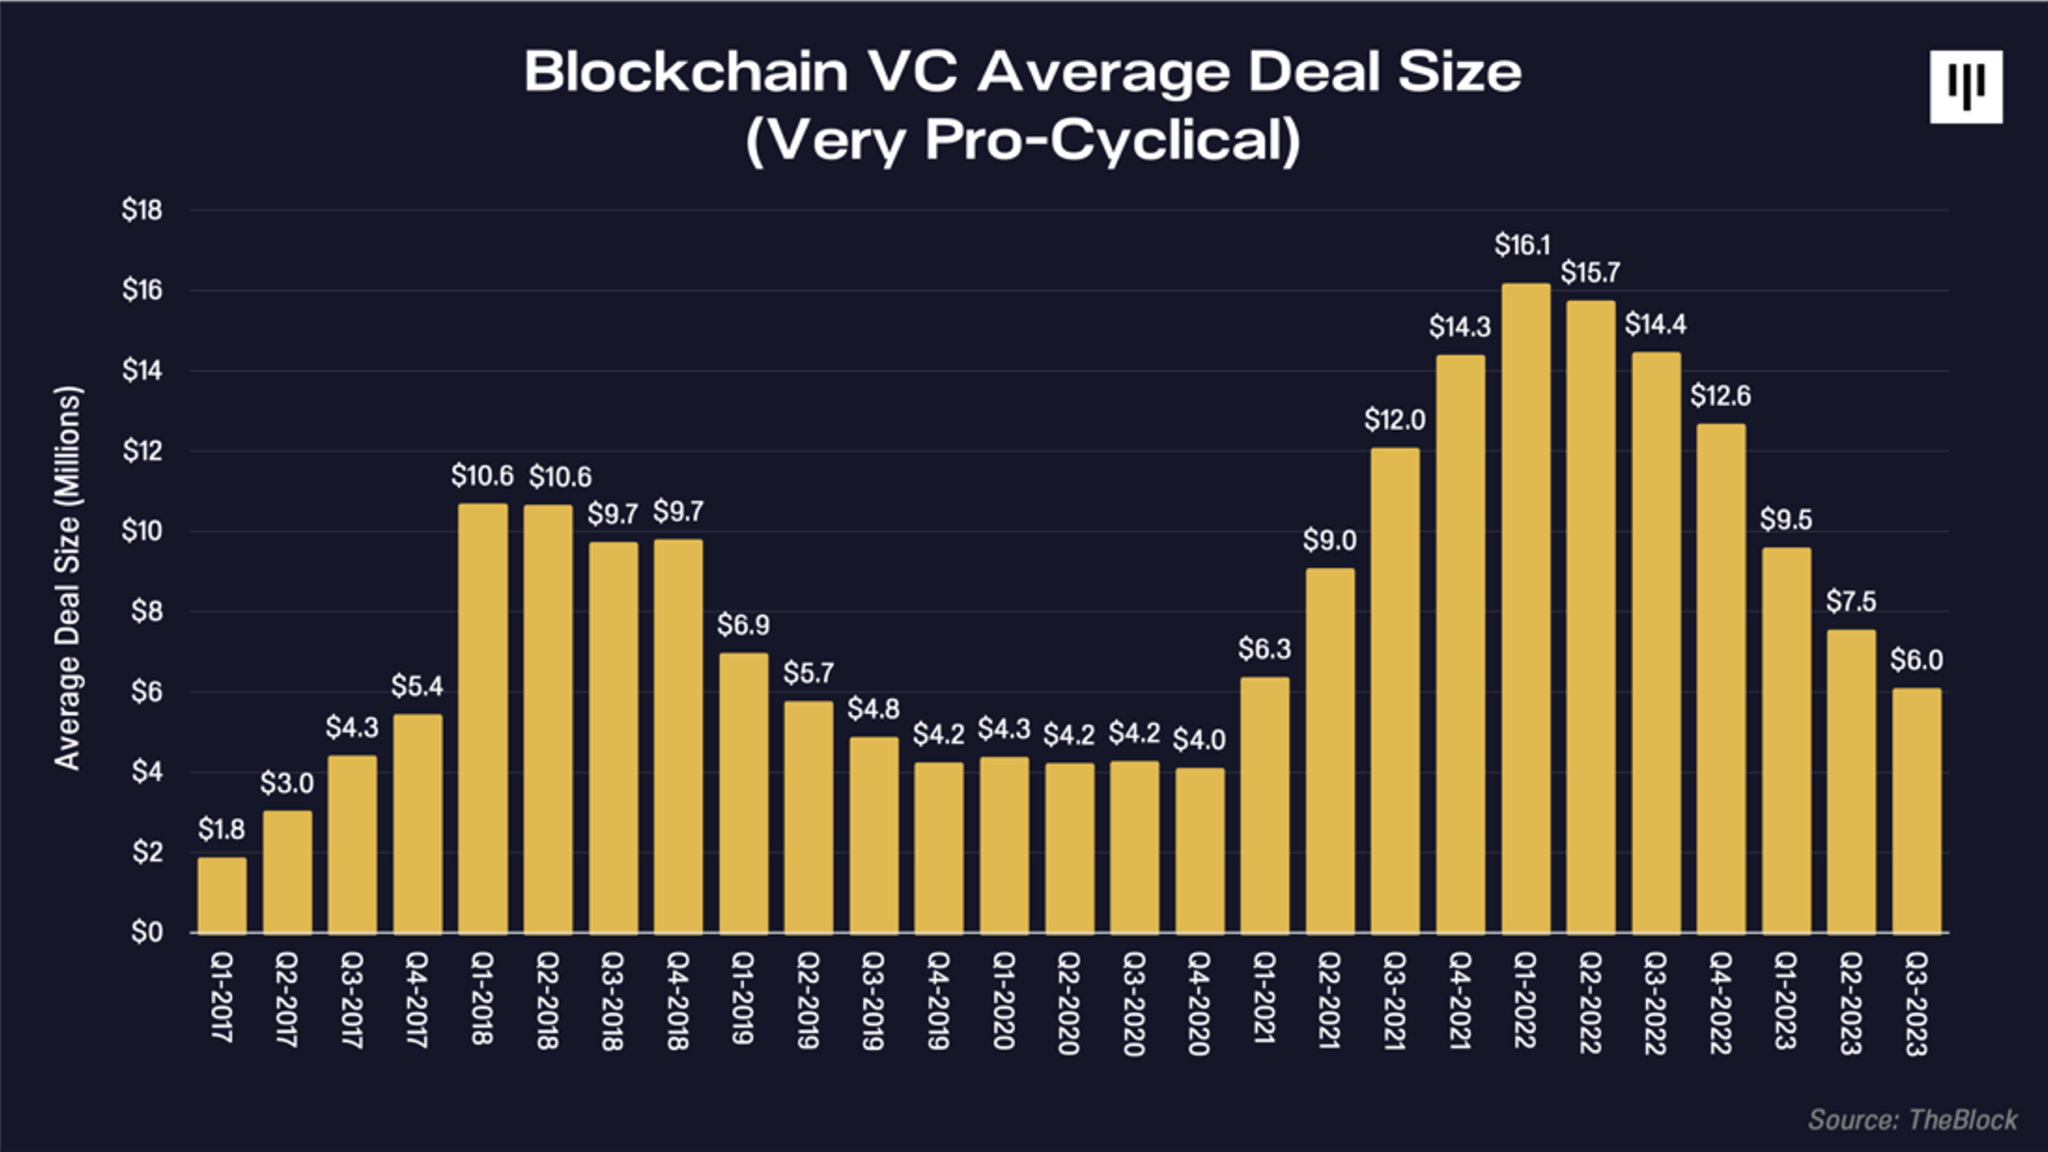 Blockchain VC Average Deal Size
(Very Pro-Cyclical)
Average Deal Size (Millions)
$18
$16
$14
$12
$10
$8
$6
$4
$2
$0
$1.8
$3.0
$4.3
$5.4
$10.6
$10.6
$9.7
$9.7
$6.9
$5.7
$4.8
$4.2
$4.3
$4.2
$4.2
$4.0
$6.3
$9.0
$12.0
$14.3
$16.1
$15.7
$14.4
$12.6
$9.5
$7.5
$6.0
Q1-2017
Q2-2017
Q3-2017
Q4-2017
Q1-2018
Q2-2018
Q3-2018
Q4-2018
Q1-2019
Q2-2019
Q3-2019
Q4-2019
Q1-2020
Q2-2020
Q3-2020
Q4-2020
Q1-2021
Q2-2021
Q3-2021
Q4-2021
Q1-2022
Q2-2022
Q3-2022
Q4-2022
Q1-2023
Q2-2023
Q3-2023
Source: TheBlock